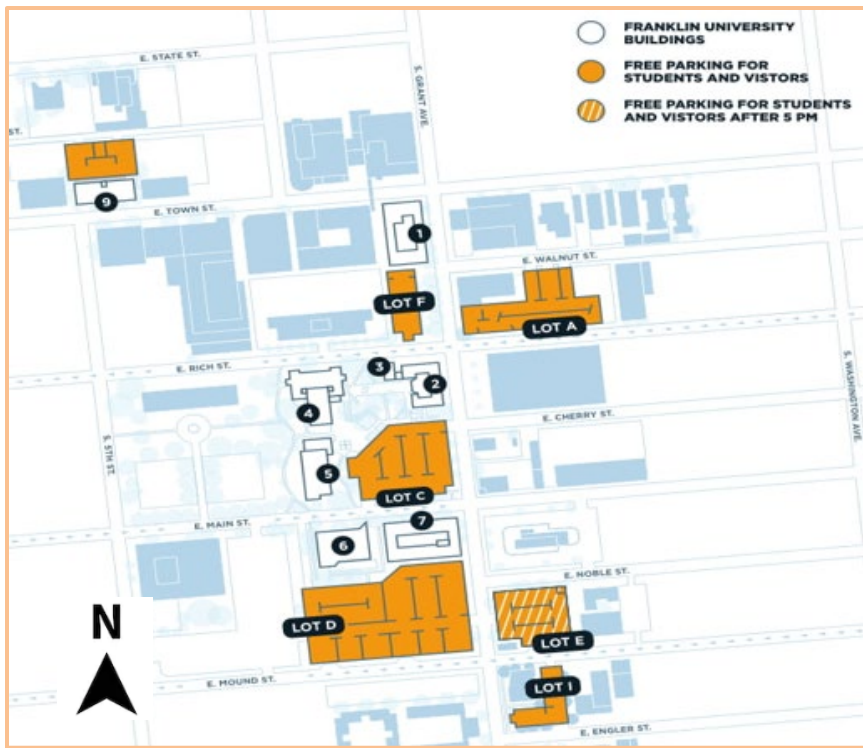 FRANKLIN UNIVERSITY
BUILDINGS
FREE PARKING FOR
STUDENTS AND VISTORS
FREE PARKING FOR STUDENTS
AND VISTORS AFTER 5 PM
E. STATE ST.
S. GRANT AVE.
ST.
9
E. TOWN ST.
1
E. WALNUT ST.
LOT F
LOT A
E. RICH ST.
3
2
4
S. WASHINGTON AVE.
E. CHERRY ST.
S. 5TH ST.
5
LOT C
E. MAIN ST.
7
6
E. NOBLE ST.
LOT D
LOT E
N
E. MOUND ST.
LOT I
E. ENGLER ST.